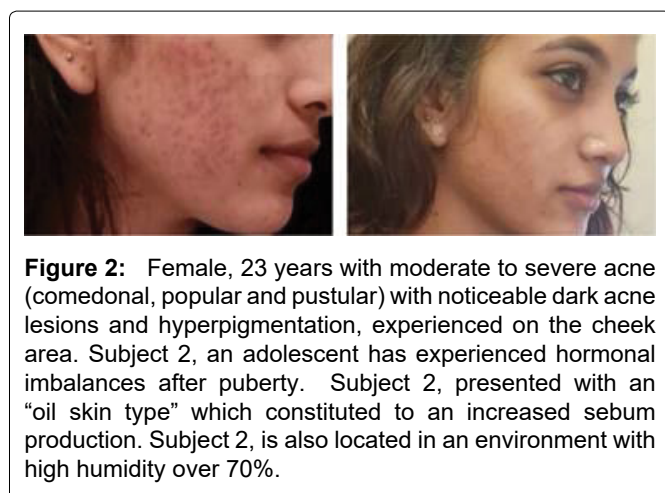 Figure 2: Female, 23 years with moderate to severe acne
(comedonal, popular and pustular) with noticeable dark acne
lesions and hyperpigmentation, experienced on the cheek
area. Subject 2, an adolescent has experienced hormonal
imbalances after puberty. Subject 2, presented with an
“oil skin type” which constituted to an increased sebum
production. Subject 2, is also located in an environment with
high humidity over 70%.